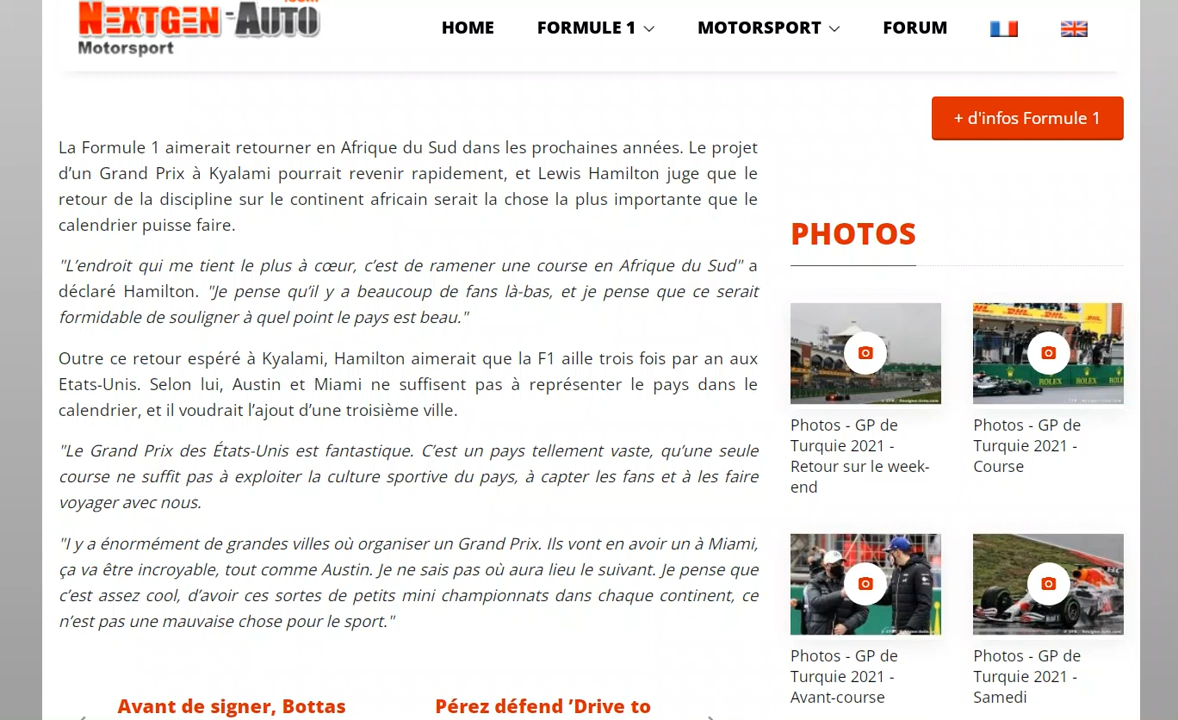 NEXTGEN-AUTO
Motorsport
HOME
FORMULE 1
MOTORSPORT
FORUM
+ d'infos Formule 1
La Formule 1 aimerait retourner en Afrique du Sud dans les prochaines années. Le projet
d’un Grand Prix à Kyalami pourrait revenir rapidement, et Lewis Hamilton juge que le
retour de la discipline sur le continent africain serait la chose la plus importante que le
calendrier puisse faire.
"L’endroit qui me tient le plus à cœur, c’est de ramener une course en Afrique du Sud" a
déclaré Hamilton. "Je pense qu’il y a beaucoup de fans là-bas, et je pense que ce serait
formidable de souligner à quel point le pays est beau."
Outre ce retour espéré à Kyalami, Hamilton aimerait que la F1 aille trois fois par an aux
Etats-Unis. Selon lui, Austin et Miami ne suffisent pas à représenter le pays dans le
calendrier, et il voudrait l’ajout d’une troisième ville.
"Le Grand Prix des États-Unis est fantastique. C’est un pays tellement vaste, qu’une seule
course ne suffit pas à exploiter la culture sportive du pays, à capter les fans et à les faire
voyager avec nous.
"I y a énormément de grandes villes où organiser un Grand Prix. Ils vont en avoir un à Miami,
ça va être incroyable, tout comme Austin. Je ne sais pas où aura lieu le suivant. Je pense que
c’est assez cool, d’avoir ces sortes de petits mini championnats dans chaque continent, ce
n’est pas une mauvaise chose pour le sport."
Avant de signer, Bottas
Pérez défend ’Drive to
PHOTOS
Photos - GP de
Turquie 2021 -
Retour sur le week-
end
DHL
ROLEX
ROLEX
Photos - GP de
Turquie 2021 -
Course
Photos - GP de
Turquie 2021 -
Avant-course
Photos - GP de
Turquie 2021 -
Samedi